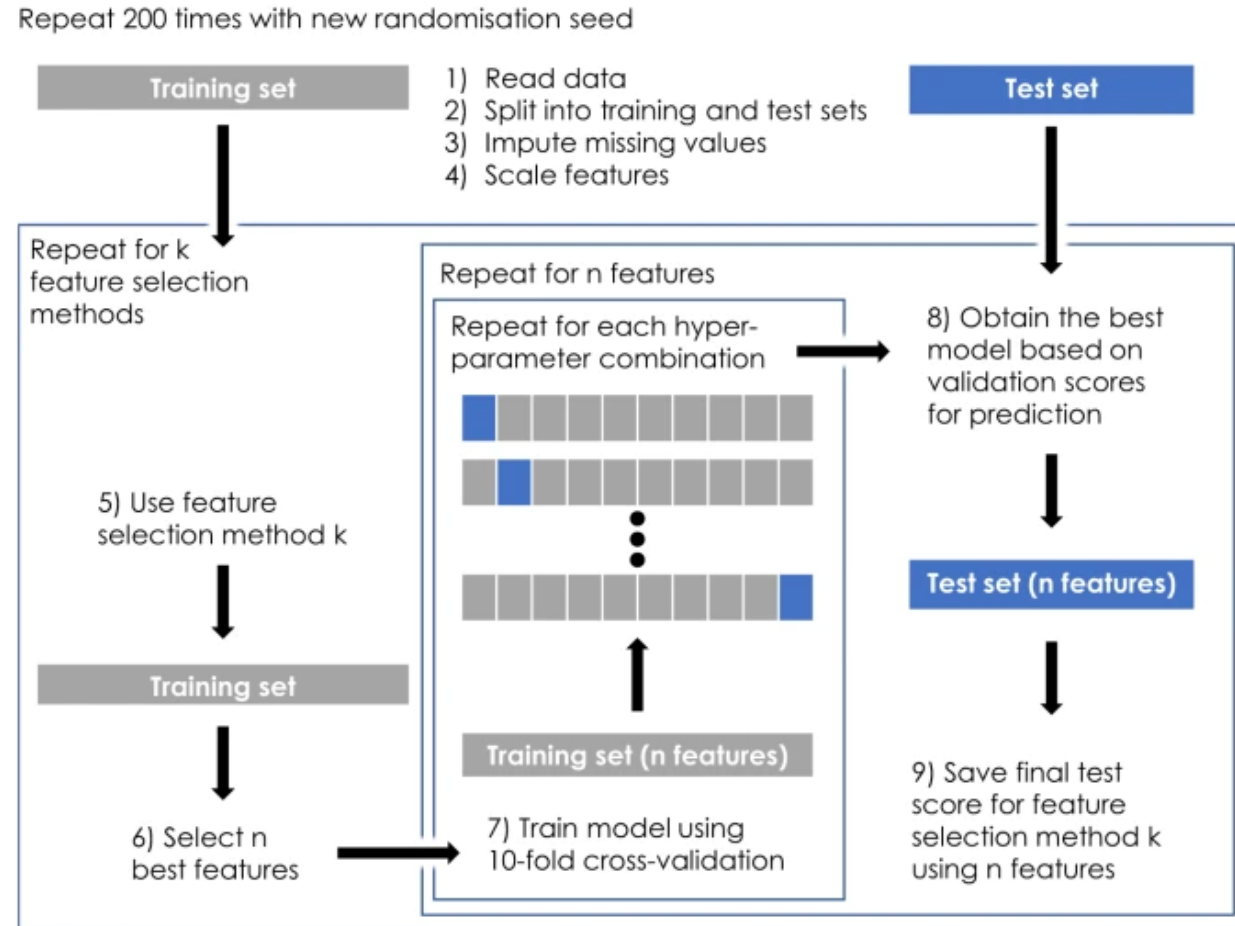 Repeat 200 times with new randomisation seed
Training set
1) Read data
2) Split into training and test sets
3) Impute missing values
4) Scale features
Test set
Repeat for k
feature selection
methods
5) Use feature
selection method k
Training set
6) Select n
best features
Repeat for n features
Repeat for each hyper-
parameter combination
Training set (n features)
7) Train model using
10-fold cross-validation
8) Obtain the best
model based on
validation scores
for prediction
Test set (n features)
9) Save final test
score for feature
selection method k
using n features